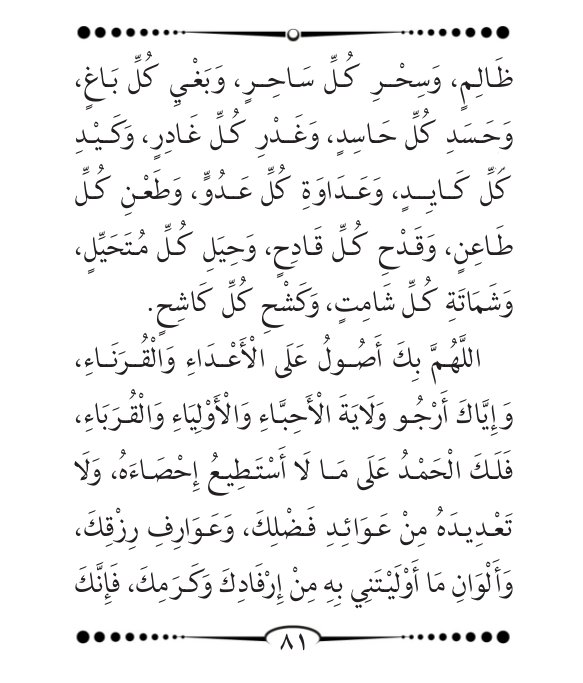 ظَالِمٍ، وَسِحْرِ كُلِّ سَاحِرٍ، وَبَغْيِ كُلِّ بَاغٍ،
وَحَسَدِ كُلِّ حَاسِدٍ، وَغَدْرِ كُلِّ غَادِرٍ، وَكَيْدِ
كُلِّ كَايِدٍ، وَعَدَاوَةِ كُلِّ عَدُوٍّ، وَطَعْنِ كُلِّ
طَاعِنٍ، وَقَدْحِ كُلِّ قَادِحٍ، وَحِيَلِ كُلِّ مُتَحَيِّلٍ،
وَشَمَاتَةِ كُلِّ شَامِتٍ، وَكَشْحِ كُلِّ كَاشِحٍ.
اللَّهُمَّ بِكَ أَصُولُ عَلَى الْأَعْدَاءِ وَالْقُرَنَاءِ،
وَإِيَّاكَ أَرْجُو وَلَايَةَ الْأَحِبَّاءِ وَالْأَوْلِيَاءِ وَالْقُرَبَاءِ،
فَلَكَ الْحَمْدُ عَلَى مَا لَا أَسْتَطِيعُ إِحْصَاءَهُ، وَلَا
تَعْدِيدَهُ مِنْ عَوَائِدِ فَضْلِكَ، وَعَوَارِفِ رِزْقِكَ،
وَأَلْوَانِ مَا أَوْلَيْتَنِي بِهِ مِنْ إِرْفَادِكَ وَكَرَمِكَ، فَإِنَّكَ
٨١